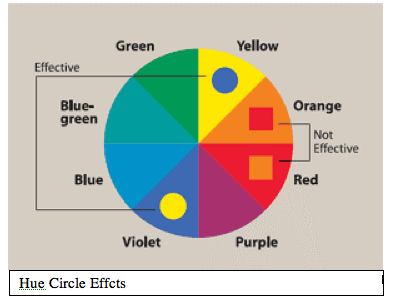 Green
Yellow
Effective
Blue-
green
Orange
Not
Effective
Blue
Red
Violet
Purple
Hue Circle Effcts